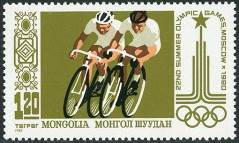 1.20
ТӨГРӨГ
MONGOLIA МОНГОЛ ШУУДАН
22ND SUMMER OLYMPIC
GAMES MOSCOW • 1980